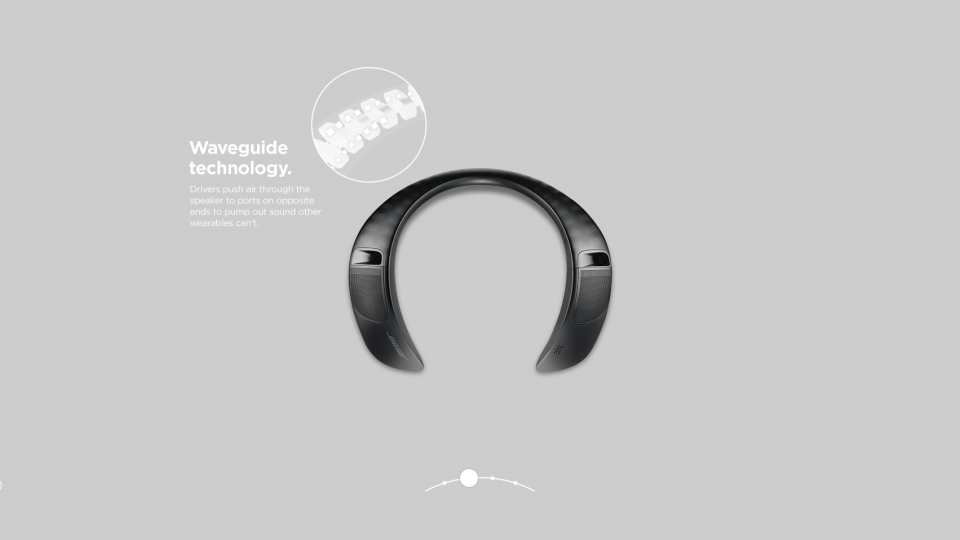 Waveguide
technology.
Drivers push air through the
speaker to ports on opposite
ends to pump out sound other
wearables can't.